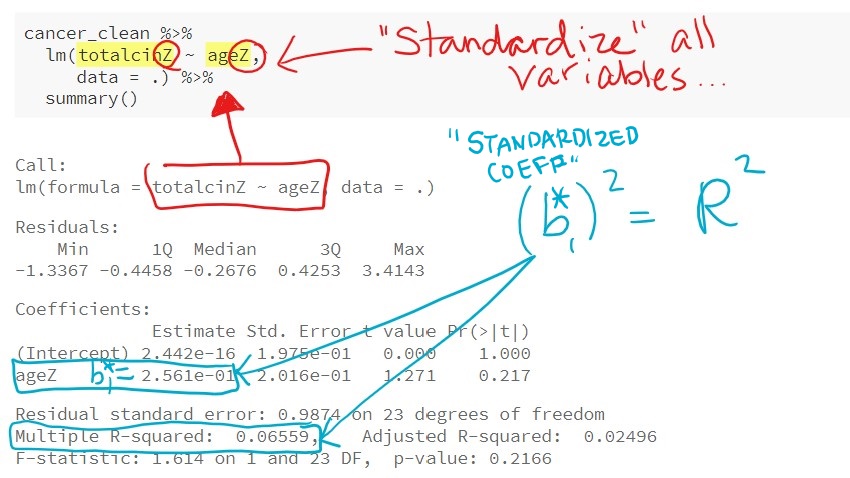 cancer_clean %>%
lm(totalcinZ ~ ageZ,
data = .) %>%
summary()
"Standardize" all
variables...
"STANDARDIZED
COEFF"
(b₁*)² = R²
Call:
lm(formula = totalcinZ ~ ageZ, data = .)
Residuals:
Min 1Q Median 3Q Max
-1.3367 -0.4458 -0.2676 0.4253 3.4143
Coefficients:
Estimate Std. Error t value Pr(>|t|)
(Intercept) 2.442e-16 1.975e-01 0.000 1.000
ageZ b₁* = 2.561e-01 2.016e-01 1.271 0.217
Residual standard error: 0.9874 on 23 degrees of freedom
Multiple R-squared: 0.06559, Adjusted R-squared: 0.02496
F-statistic: 1.614 on 1 and 23 DF, p-value: 0.2166